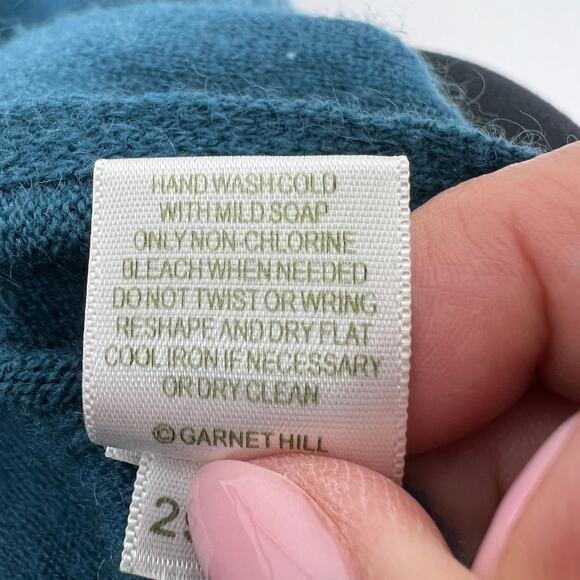 HAND WASH COLD
WITH MILD SOAP
ONLY NON-CHLORINE
BLEACH WHEN NEEDED
DO NOT TWIST OR WRING
RESHAPE AND DRY FLAT
COOL IRON IF NECESSARY
OR DRY CLEAN
© GARNET HILL